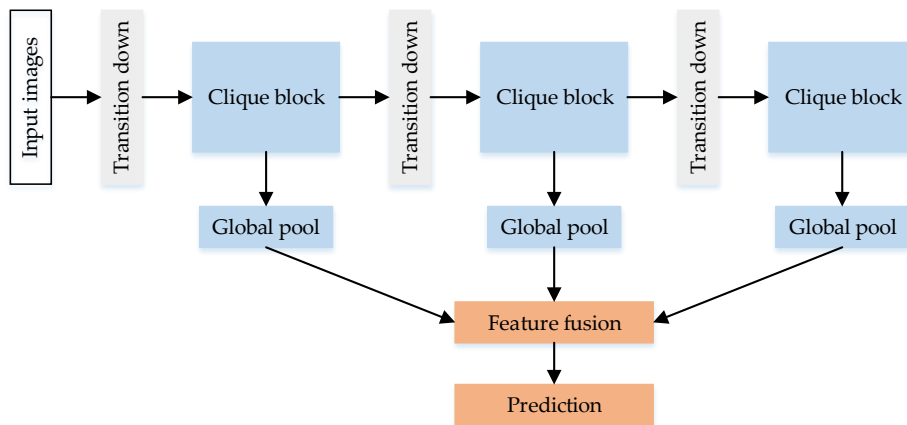 Input images
Transition down
Clique block
Transition down
Clique block
Transition down
Clique block
Global pool
Global pool
Global pool
Feature fusion
Prediction